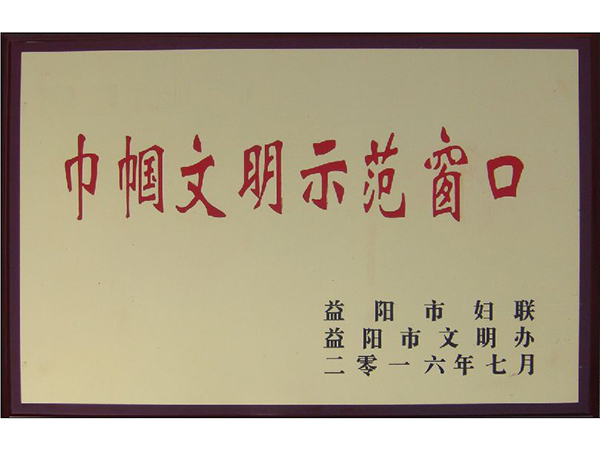 巾帼文明示范窗口
益阳市妇联
益阳市文明办
二零一六年七月